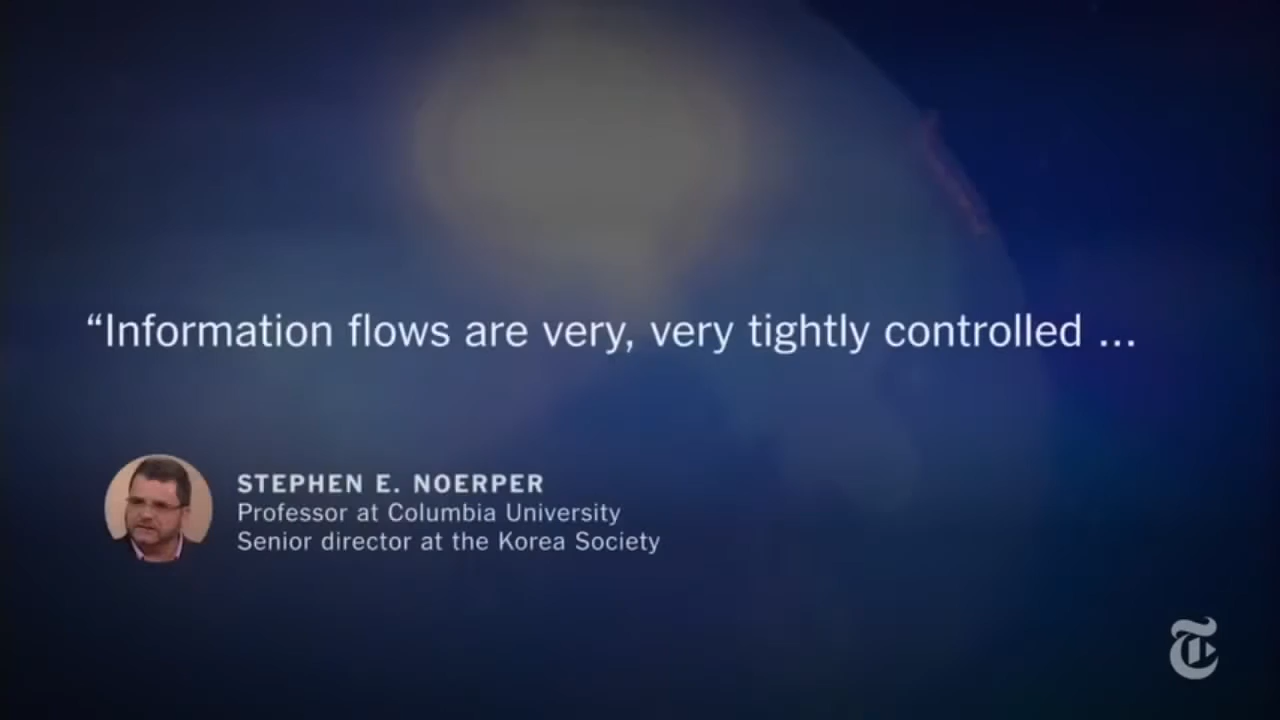 “Information flows are very, very tightly controlled ...
STEPHEN E. NOERPER
Professor at Columbia University
Senior director at the Korea Society
T